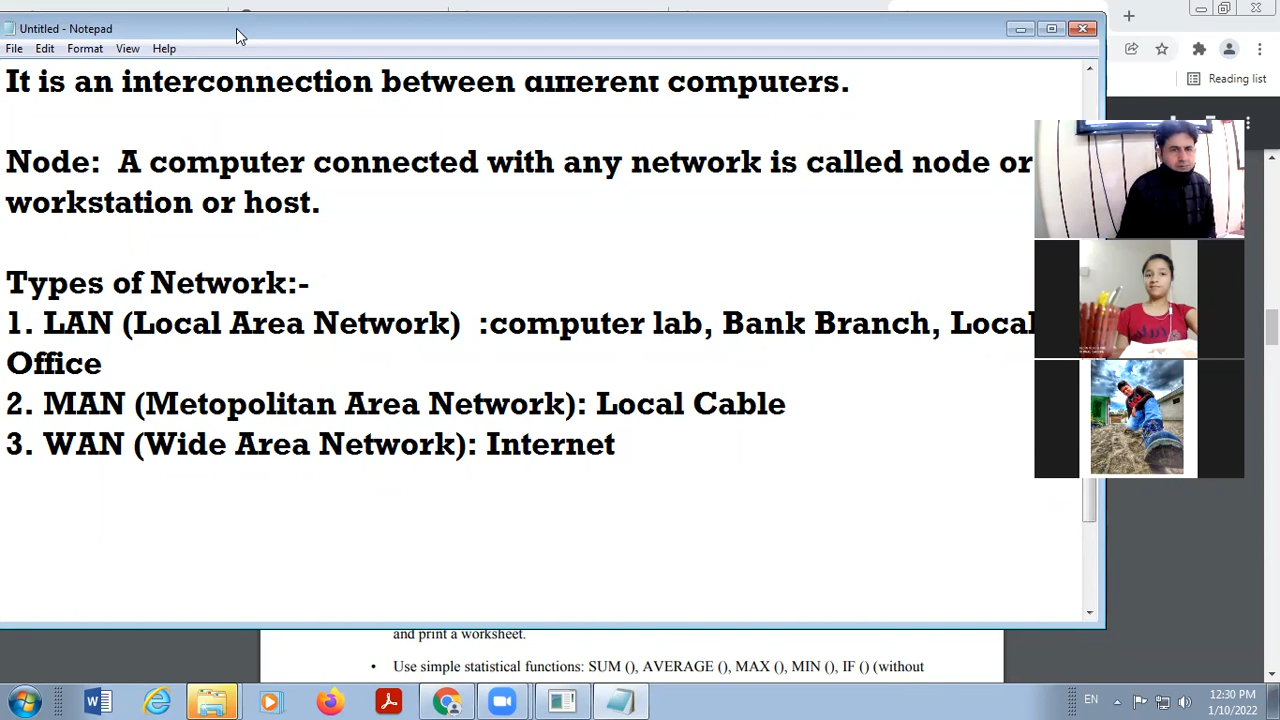 Untitled - Notepad
File Edit Format View Help
Reading list
It is an interconnection between different computers.
Node: A computer connected with any network is called node or
workstation or host.
Types of Network:-
1. LAN (Local Area Network) :computer lab, Bank Branch, Local
Office
2. MAN (Metopolitan Area Network): Local Cable
3. WAN (Wide Area Network): Internet
and print a worksheet.
• Use simple statistical functions: SUM (), AVERAGE (), MAX (), MIN (), IF () (without
EN
12:30 PM
1/10/2022